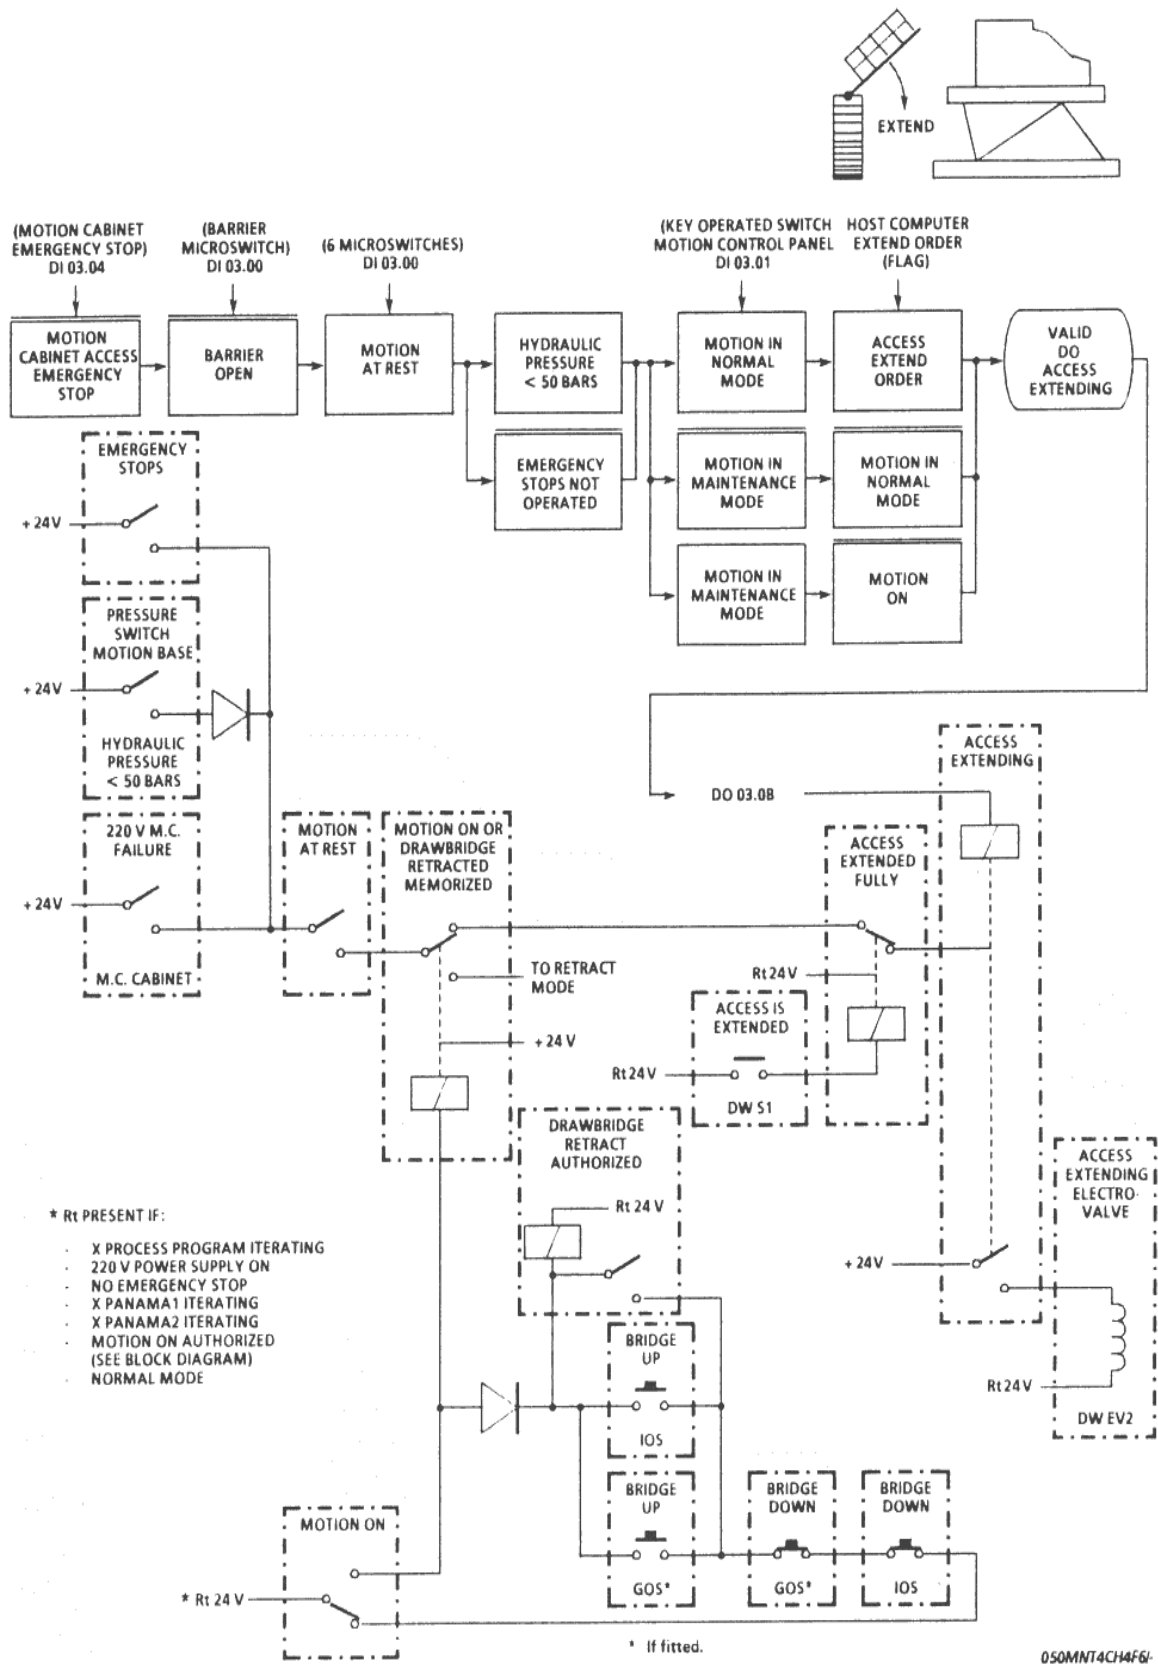 EXTEND
(MOTION CABINET
EMERGENCY STOP)
DI 03.04
(BARRIER
MICROSWITCH)
DI 03.00
(6 MICROSWITCHES)
DI 03.00
(KEY OPERATED SWITCH
MOTION CONTROL PANEL
DI 03.01
HOST COMPUTER
EXTEND ORDER
(FLAG)
MOTION
CABINET ACCESS
EMERGENCY
STOP
BARRIER
OPEN
MOTION
AT REST
HYDRAULIC
PRESSURE
< 50 BARS
MOTION IN
NORMAL
MODE
ACCESS
EXTEND
ORDER
VALID
DO
ACCESS
EXTENDING
EMERGENCY
STOPS NOT
OPERATED
MOTION IN
MAINTENANCE
MODE
MOTION IN
NORMAL
MODE
MOTION IN
MAINTENANCE
MODE
MOTION
ON
EMERGENCY
STOPS
+ 24V
PRESSURE
SWITCH
MOTION BASE
+ 24V
HYDRAULIC
PRESSURE
< 50 BARS
220 V M.C.
FAILURE
+ 24V
M.C. CABINET
MOTION
AT REST
MOTION ON OR
DRAWBRIDGE
RETRACTED
MEMORIZED
TO RETRACT
MODE
+ 24 V
DO 03.0B
ACCESS
EXTENDED
FULLY
Rt 24 V
ACCESS
EXTENDING
ACCESS IS
EXTENDED
Rt 24 V
DW S1
DRAWBRIDGE
RETRACT
AUTHORIZED
Rt 24 V
+ 24V
ACCESS
EXTENDING
ELECTRO-
VALVE
Rt 24 V
DW EV2
* Rt PRESENT IF:
- X PROCESS PROGRAM ITERATING
- 220 V POWER SUPPLY ON
- NO EMERGENCY STOP
- X PANAMA1 ITERATING
- X PANAMA2 ITERATING
- MOTION ON AUTHORIZED
(SEE BLOCK DIAGRAM)
- NORMAL MODE
BRIDGE
UP
IOS
BRIDGE
UP
GOS*
BRIDGE
DOWN
GOS*
BRIDGE
DOWN
IOS
MOTION ON
* Rt 24 V
* If fitted.
050MNT4CH4F6/-